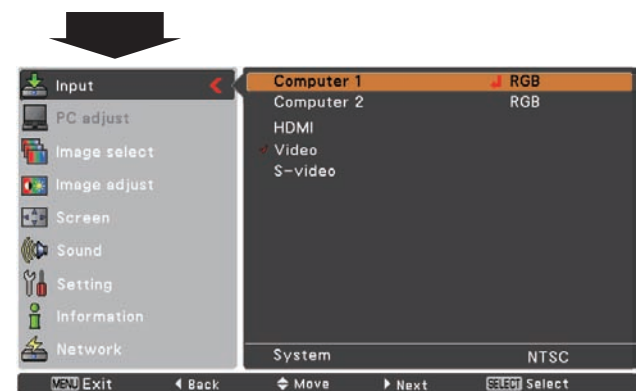 Input
PC adjust
Image select
Image adjust
Screen
Sound
Setting
Information
Network
Computer 1 RGB
Computer 2 RGB
HDMI
Video
S-video
System NTSC
MENU Exit Back Move Next SELECT Select